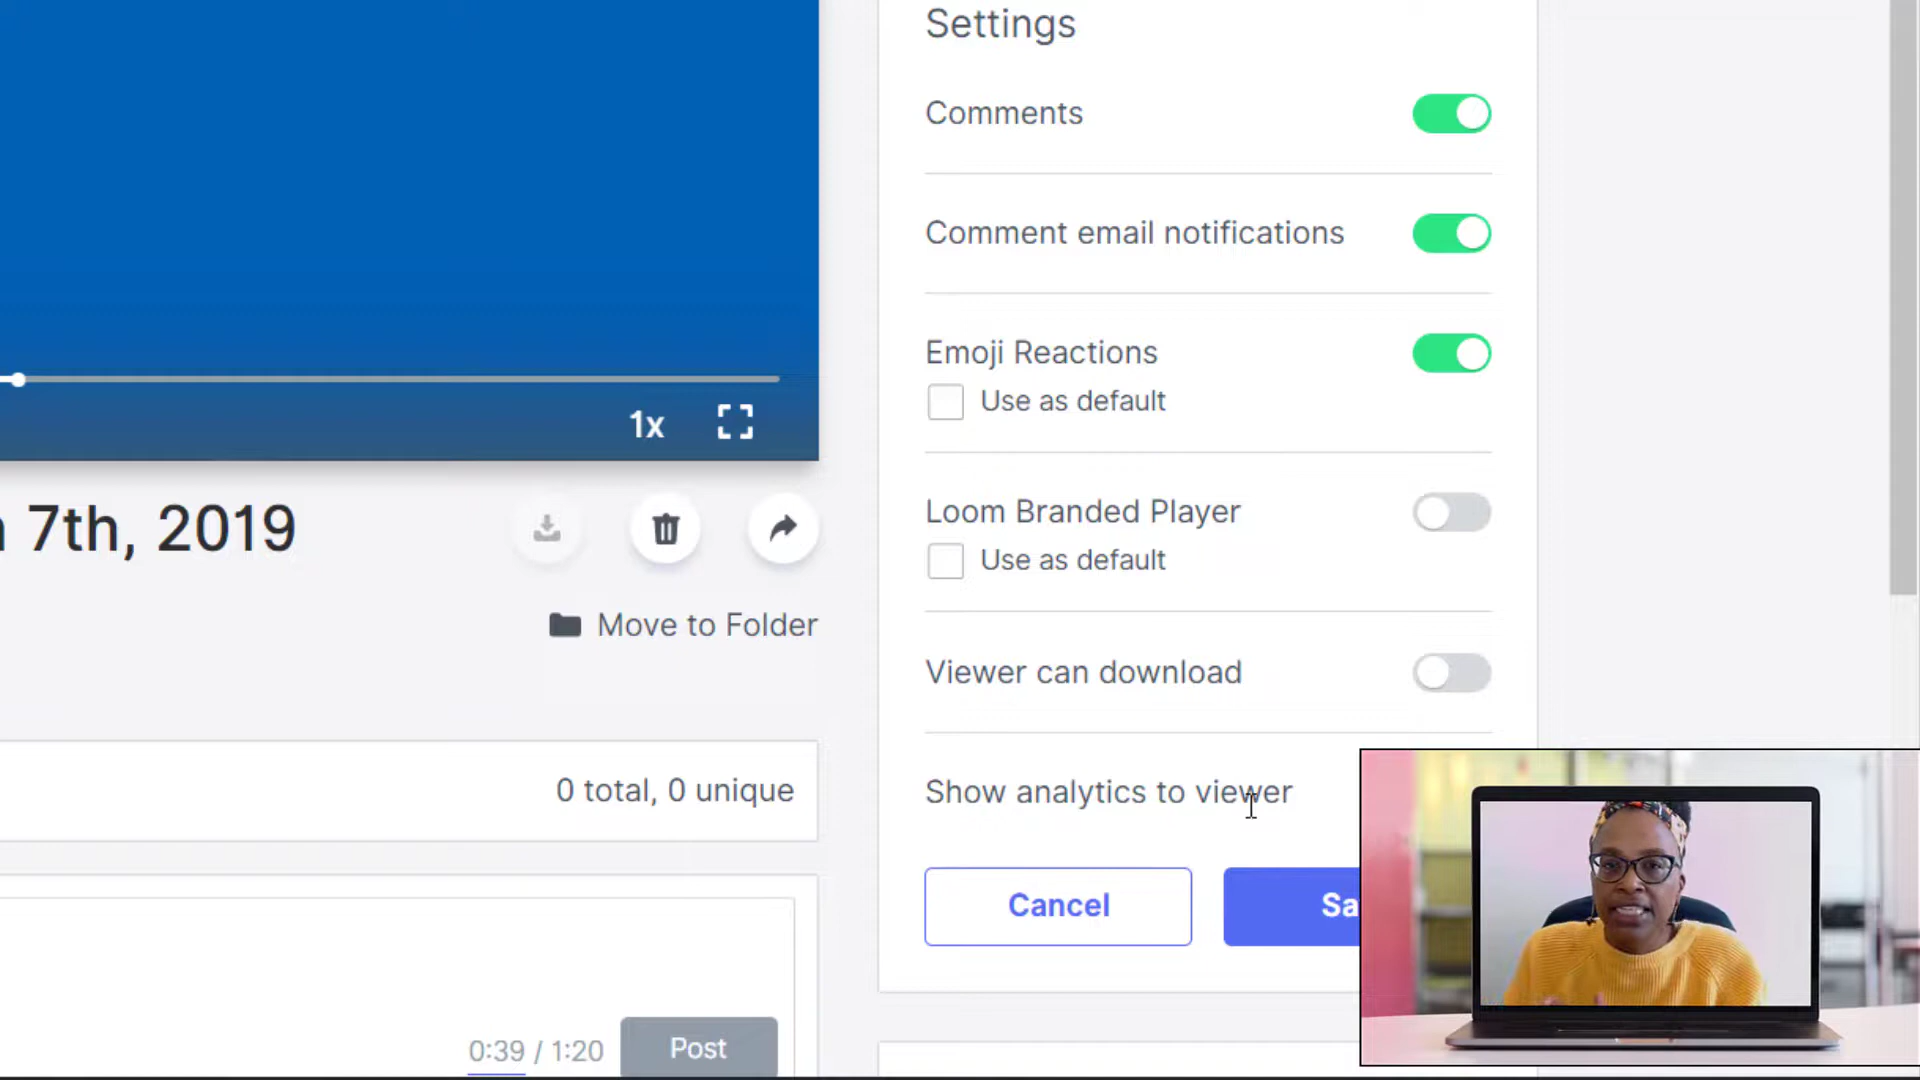 Settings
Comments
Comment email notifications
Emoji Reactions
Use as default
1x
Loom Branded Player
7th, 2019
Use as default
Move to Folder
Viewer can download
0 total, 0 unique
Show analytics to viewer
Cancel
0:39 / 1:20
Post